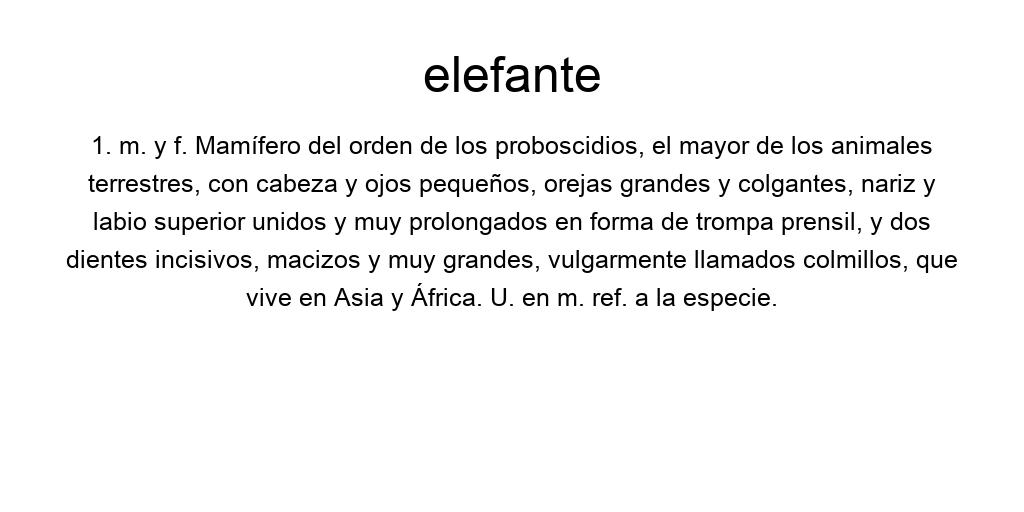 elefante
1. m. y f. Mamífero del orden de los proboscidios, el mayor de los animales
terrestres, con cabeza y ojos pequeños, orejas grandes y colgantes, nariz y
labio superior unidos y muy prolongados en forma de trompa prensil, y dos
dientes incisivos, macizos y muy grandes, vulgarmente llamados colmillos, que
vive en Asia y África. U. en m. ref. a la especie.